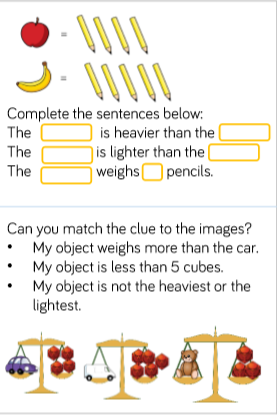 =
=
Complete the sentences below:
The is heavier than the
The is lighter than the
The weighs pencils.
Can you match the clue to the images?
• My object weighs more than the car.
• My object is less than 5 cubes.
• My object is not the heaviest or the
lightest.